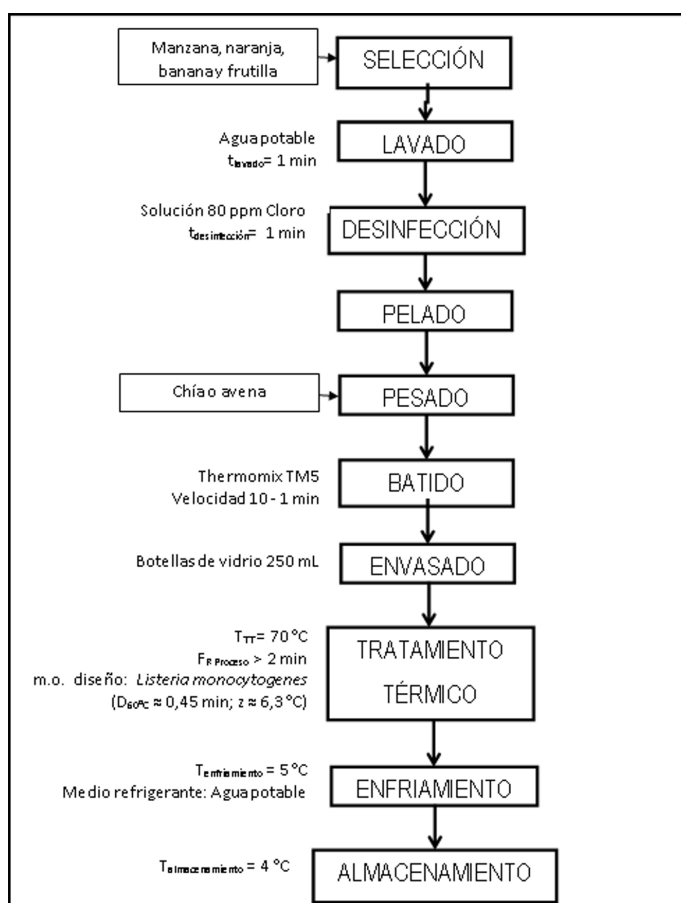 Manzana, naranja,
banana y frutilla
SELECCIÓN
Agua potable
tlavado= 1 min
LAVADO
Solución 80 ppm Cloro
tdesinfección= 1 min
DESINFECCIÓN
PELADO
Chía o avena
PESADO
Thermomix TM5
Velocidad 10 - 1 min
BATIDO
Botellas de vidrio 250 mL
ENVASADO
TTT= 70 °C
FR Proceso > 2 min
m.o. diseño: Listeria monocytogenes
(D60ºC ≈ 0,45 min; z ≈ 6,3 °C)
TRATAMIENTO
TÉRMICO
Tenfriamiento = 5 °C
Medio refrigerante: Agua potable
ENFRIAMIENTO
Talmacenamiento = 4 °C
ALMACENAMIENTO